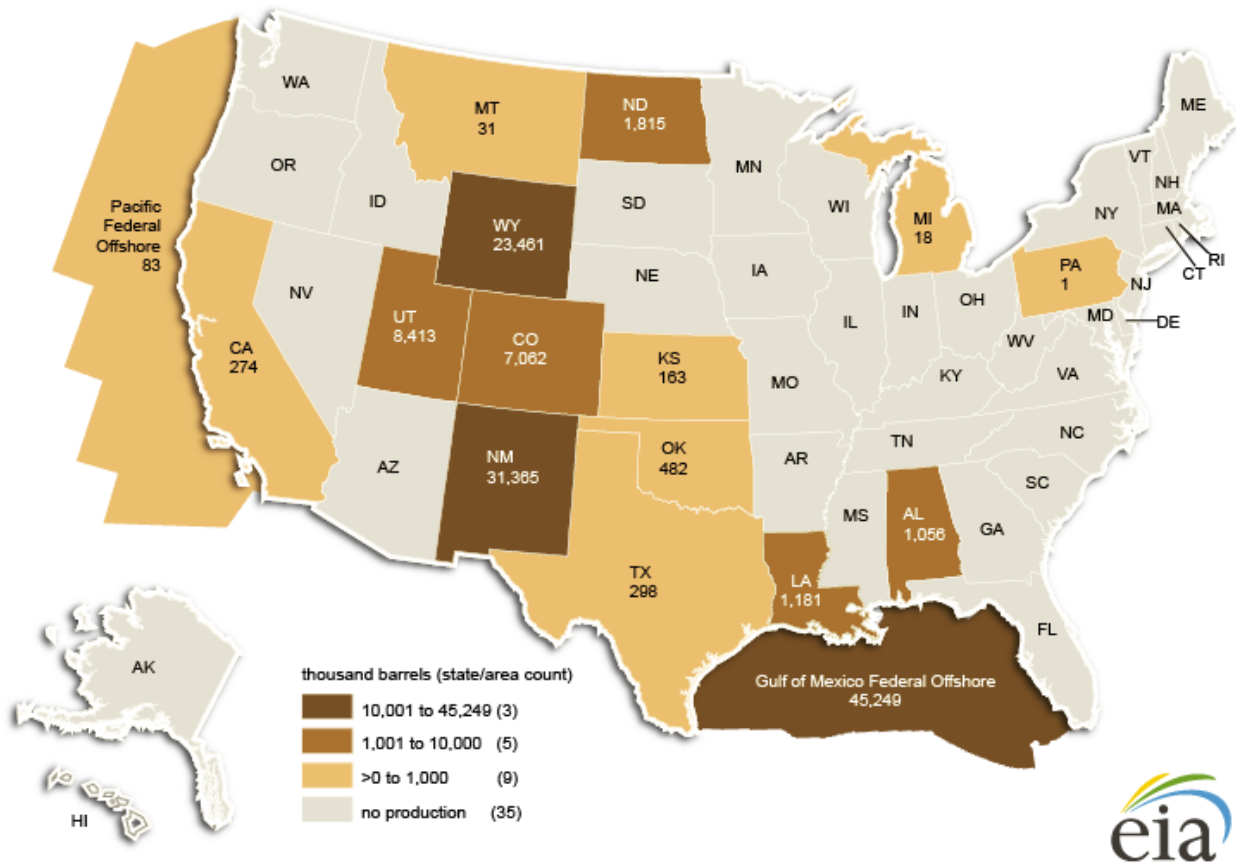 WA
MT
31
ND
1,815
MN
ME
VT
NH
OR
ID
SD
WI
MI
18
NY
MA
RI
CT
Pacific
Federal
Offshore
83
WY
23,461
NE
IA
PA
1
NJ
NV
UT
8,413
CO
7,062
IL
IN
OH
MD
DE
WV
CA
274
KS
163
MO
KY
VA
AZ
NM
31,365
OK
482
AR
TN
NC
SC
MS
AL
1,056
GA
TX
298
LA
1,181
FL
Gulf of Mexico Federal Offshore
45,249
AK
HI
thousand barrels (state/area count)
10,001 to 45,249 (3)
1,001 to 10,000 (5)
>0 to 1,000 (9)
no production (35)
eia